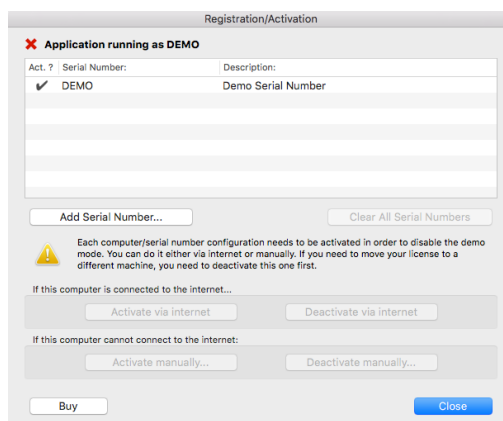 Registration/Activation
Application running as DEMO
Act. ? Serial Number: Description:
DEMO Demo Serial Number
Add Serial Number... Clear All Serial Numbers
Each computer/serial number configuration needs to be activated in order to disable the demo
mode. You can do it either via internet or manually. If you need to move your license to a
different machine, you need to deactivate this one first.
If this computer is connected to the internet...
Activate via internet Deactivate via internet
If this computer cannot connect to the internet:
Activate manually... Deactivate manually...
Buy Close